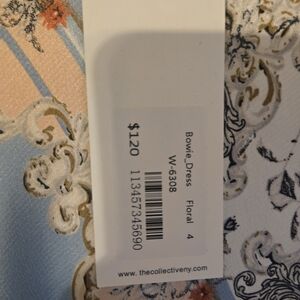 Bowie_Dress Floral 4
W-6308
113457345690
$120
www.thecollectiveny.com